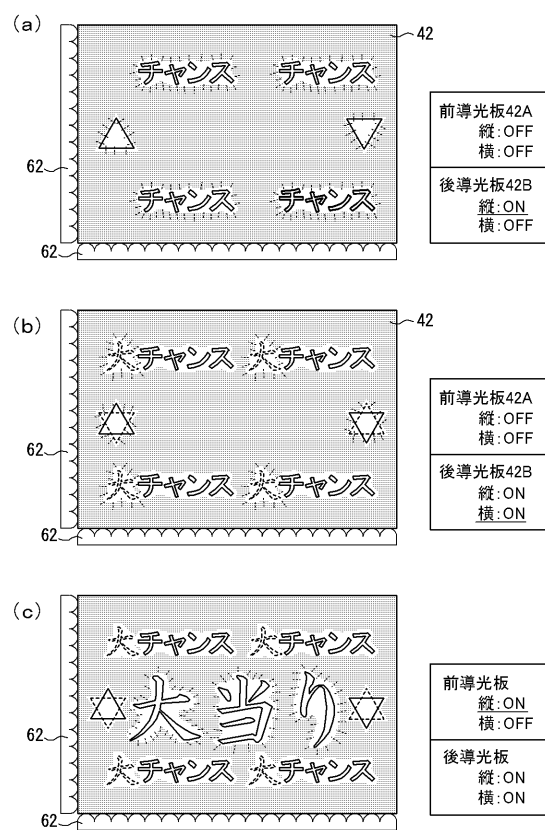 (a)
42
チャンス チャンス
62
チャンス チャンス
62
前導光板42A
縦:OFF
横:OFF
後導光板42B
縦:ON
横:OFF
(b)
42
大チャンス 大チャンス
62
大チャンス 大チャンス
62
前導光板42A
縦:OFF
横:OFF
後導光板42B
縦:ON
横:ON
(c)
大チャンス 大チャンス
大当り
62
大チャンス 大チャンス
62
前導光板
縦:ON
横:OFF
後導光板
縦:ON
横:ON